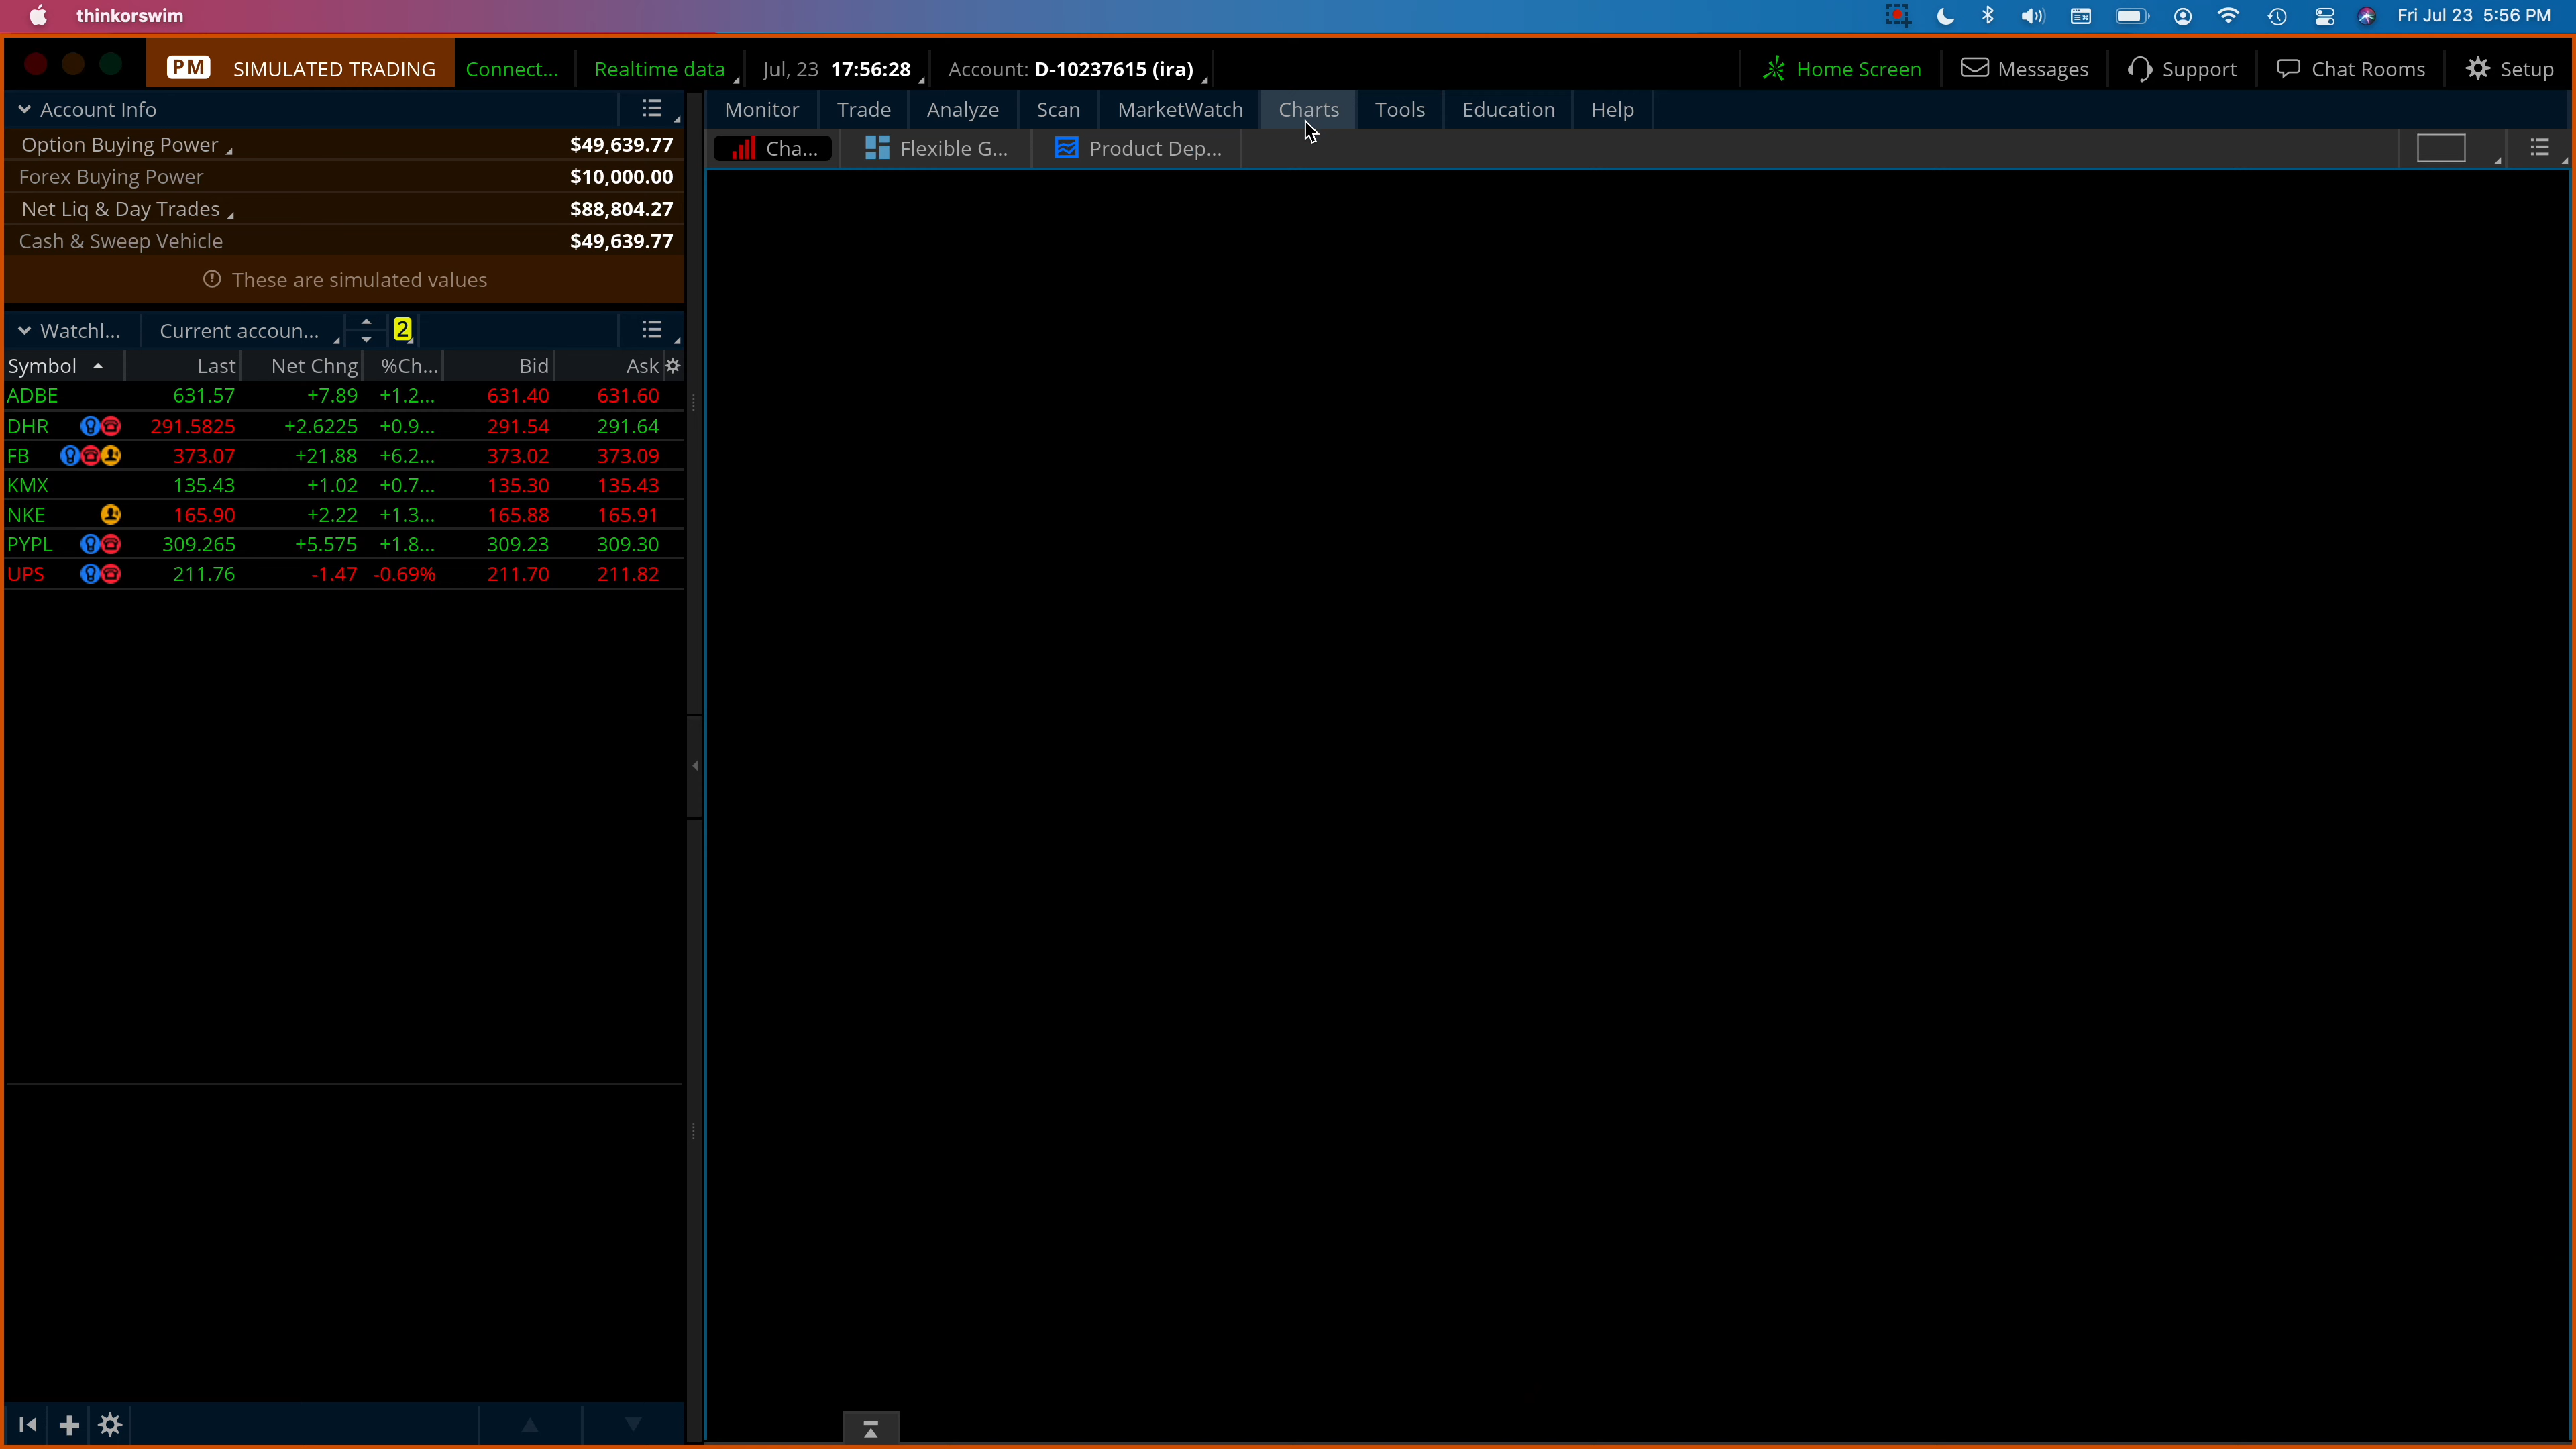 thinkorswim Fri Jul 23 5:56 PM
PM SIMULATED TRADING Connect... Realtime data Jul, 23 17:56:28 Account: D-10237615 (ira) Home Screen Messages Support Chat Rooms Setup
Account Info
Monitor Trade Analyze Scan MarketWatch Charts Tools Education Help
Cha... Flexible G... Product Dep...
Option Buying Power $49,639.77
Forex Buying Power $10,000.00
Net Liq & Day Trades $88,804.27
Cash & Sweep Vehicle $49,639.77
These are simulated values
Watchl... Current accoun... 2
Symbol Last Net Chng %Ch... Bid Ask
ADBE 631.57 +7.89 +1.2... 631.40 631.60
DHR 291.5825 +2.6225 +0.9... 291.54 291.64
FB 373.07 +21.88 +6.2... 373.02 373.09
KMX 135.43 +1.02 +0.7... 135.30 135.43
NKE 165.90 +2.22 +1.3... 165.88 165.91
PYPL 309.265 +5.575 +1.8... 309.23 309.30
UPS 211.76 -1.47 -0.69% 211.70 211.82